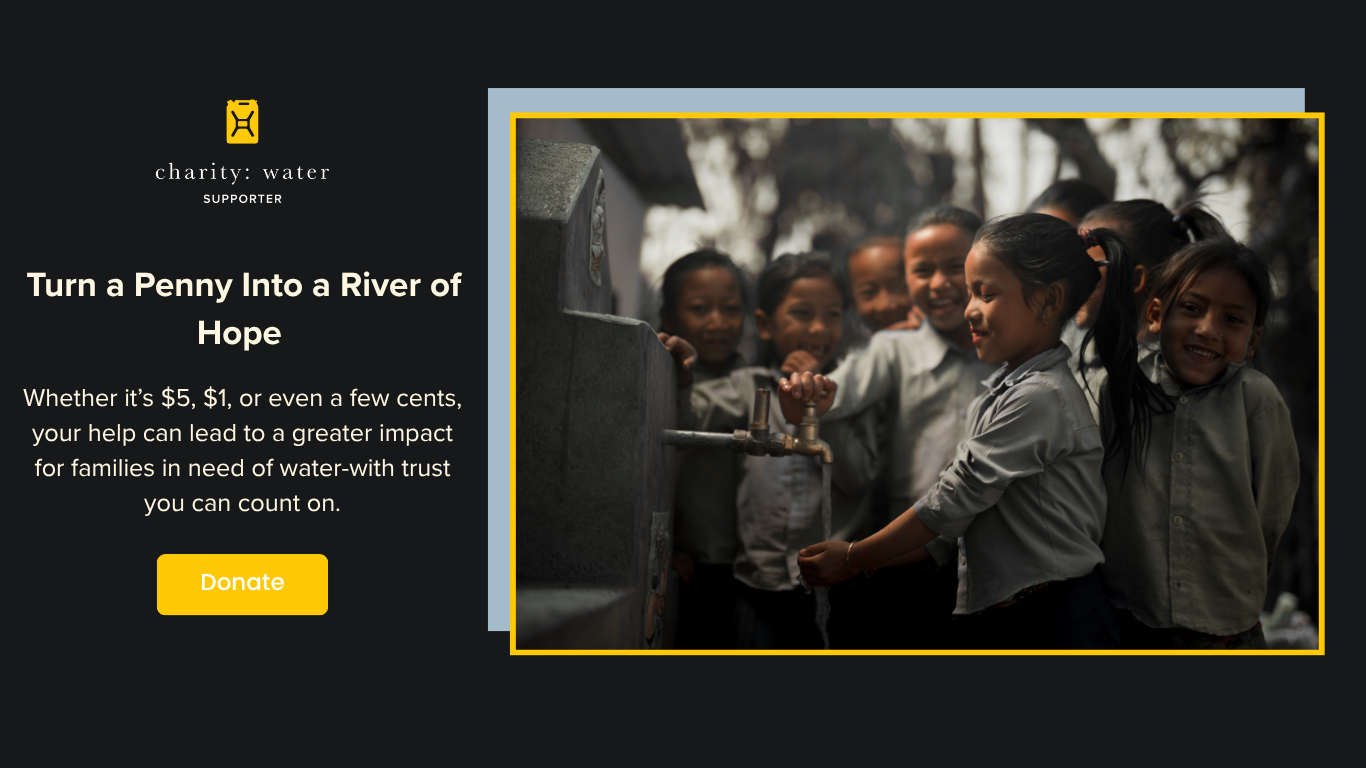 charity: water
SUPPORTER
Turn a Penny Into a River of
Hope
Whether it’s $5, $1, or even a few cents,
your help can lead to a greater impact
for families in need of water-with trust
you can count on.
Donate